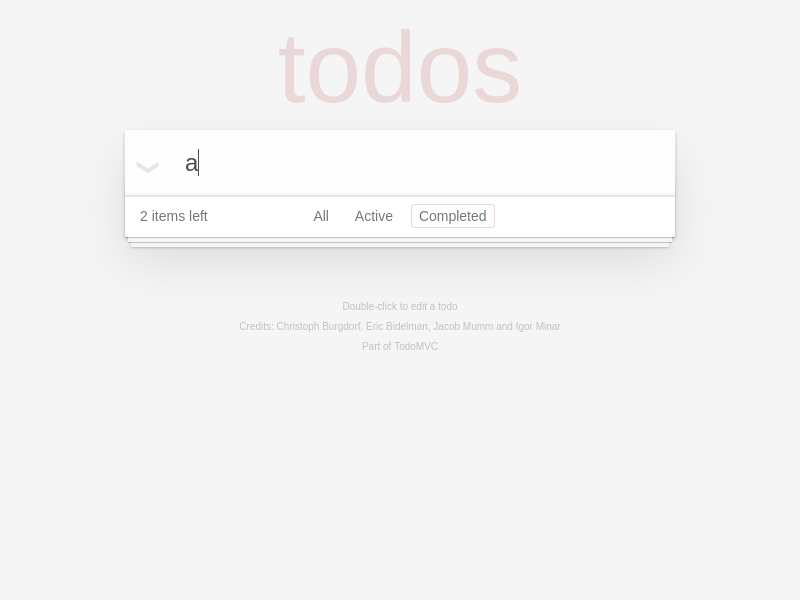 todos
a
2 items left All Active Completed
Double-click to edit a todo
Credits: Christoph Burgdorf, Eric Bidelman, Jacob Mumm and Igor Minar
Part of TodoMVC